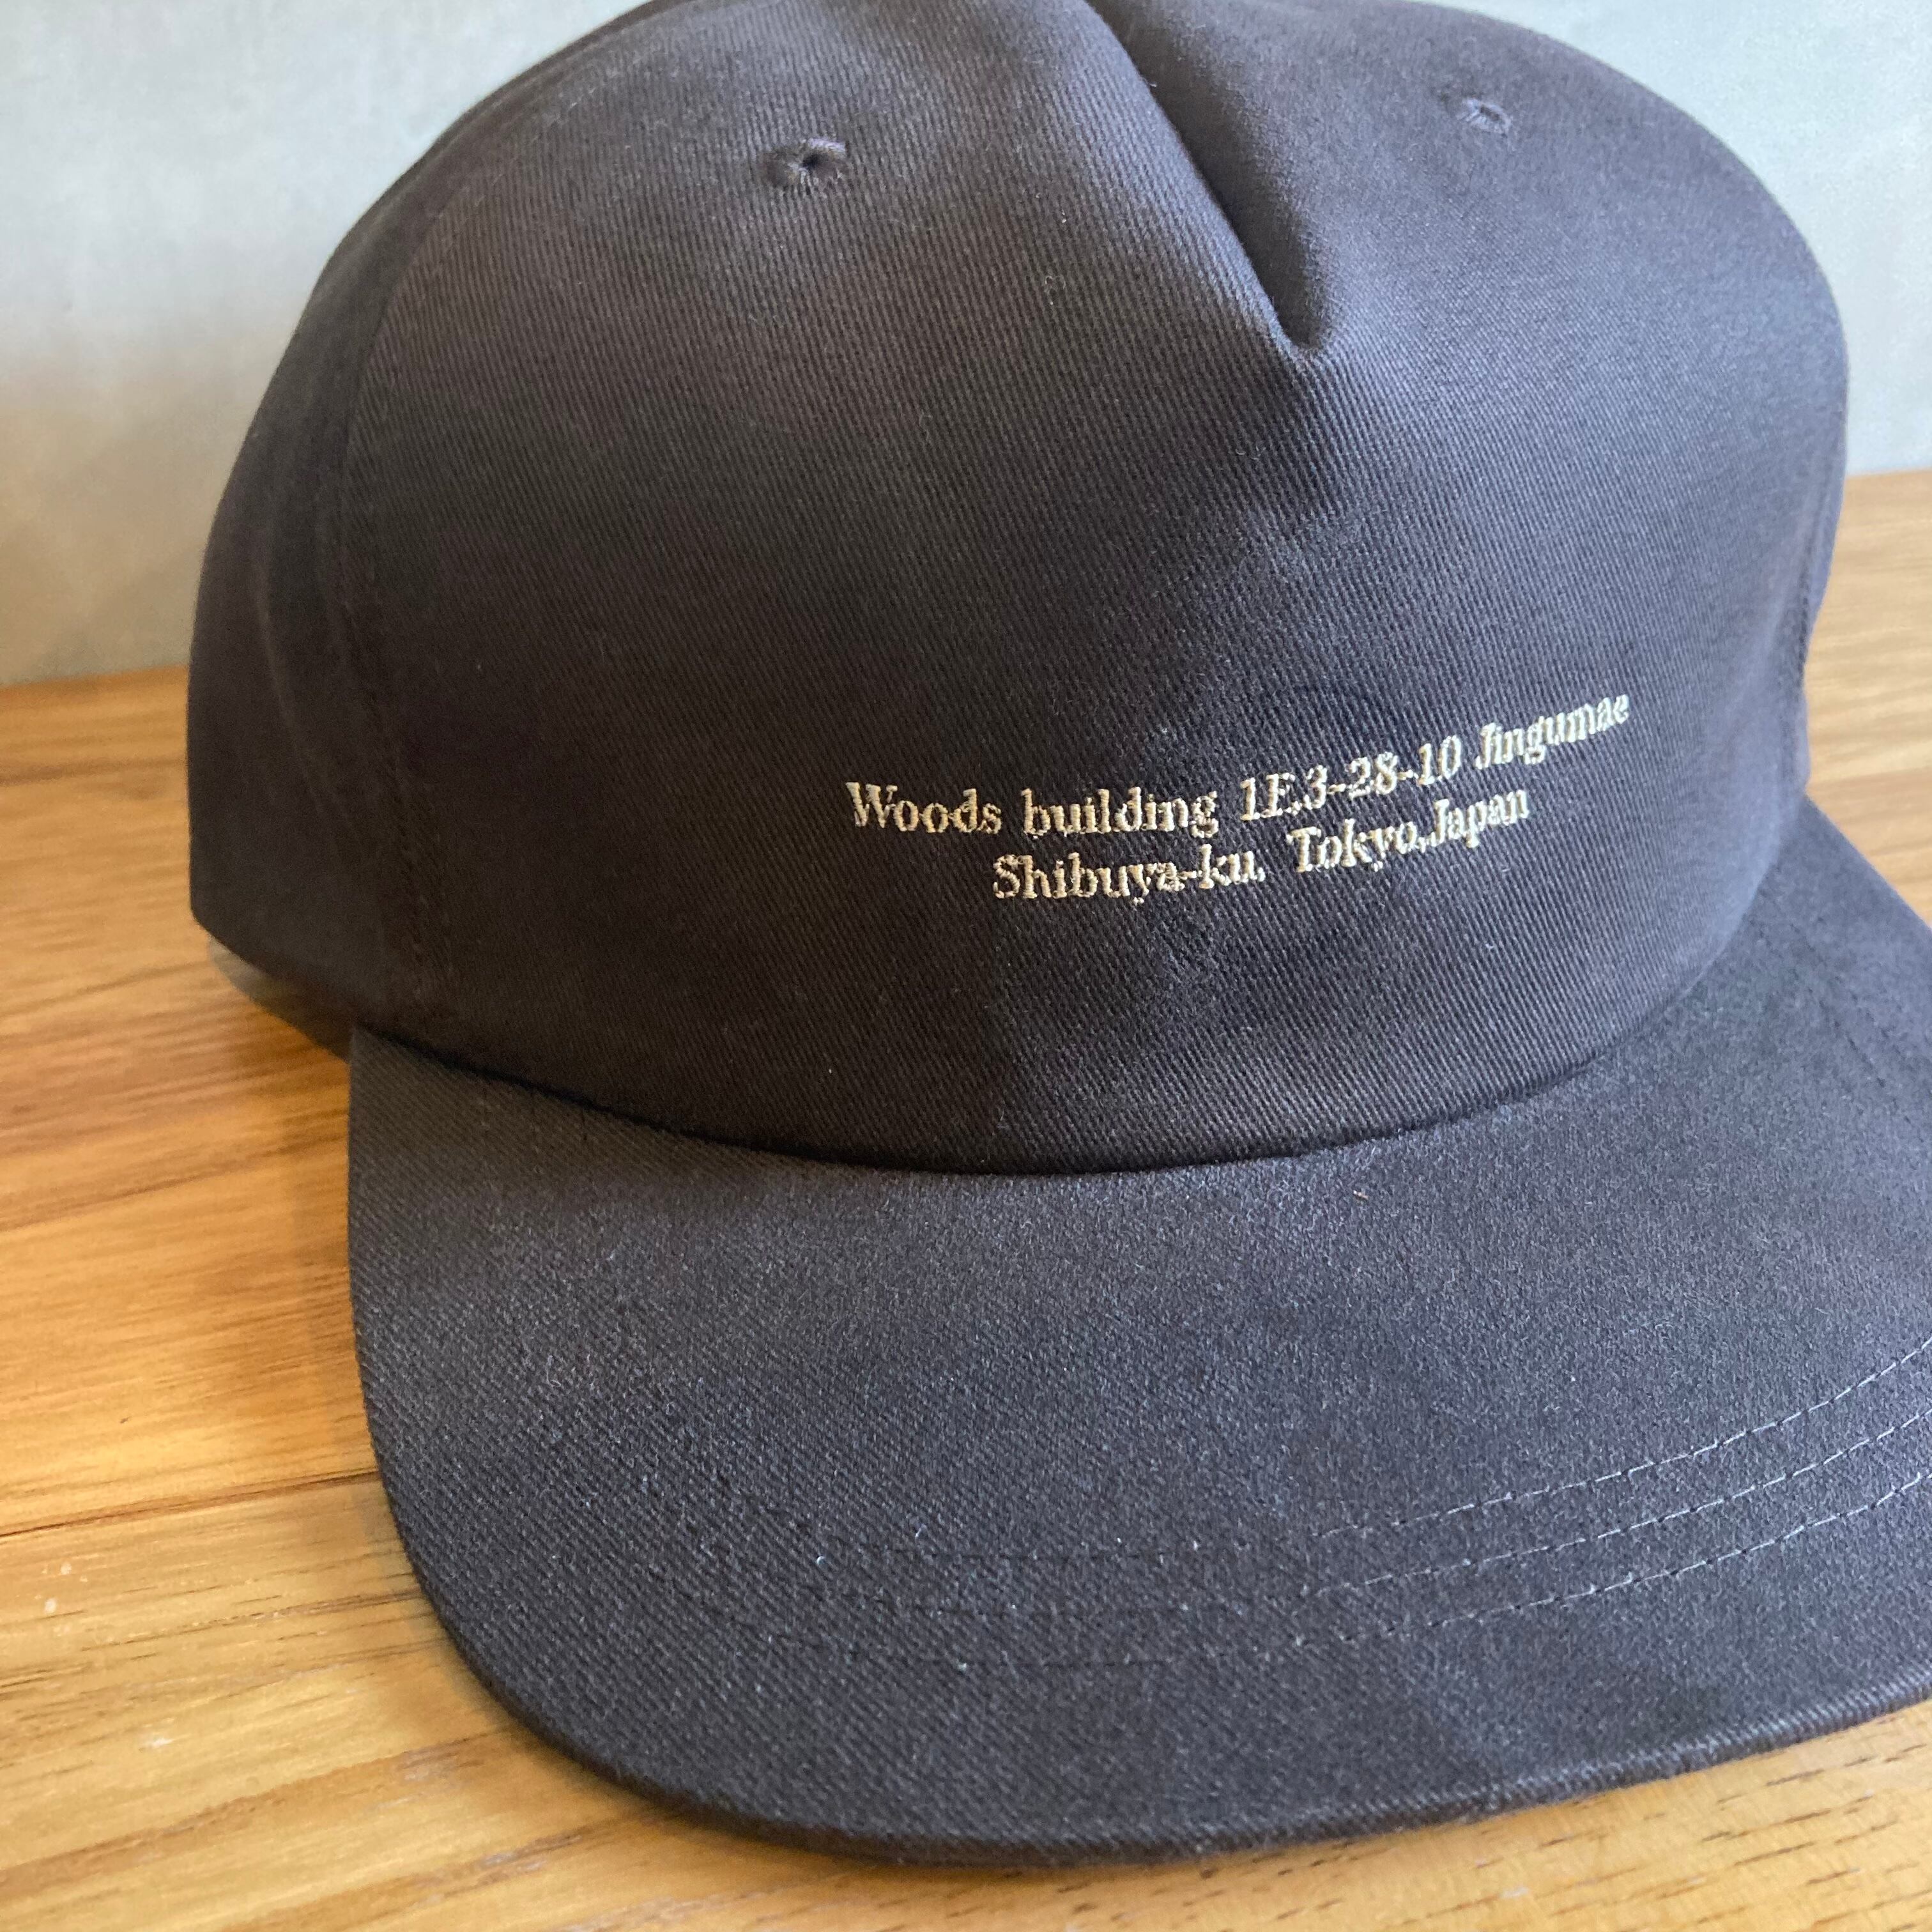 Woods building 1F,3-28-10 Jingumae
Shibuya-ku, Tokyo,Japan